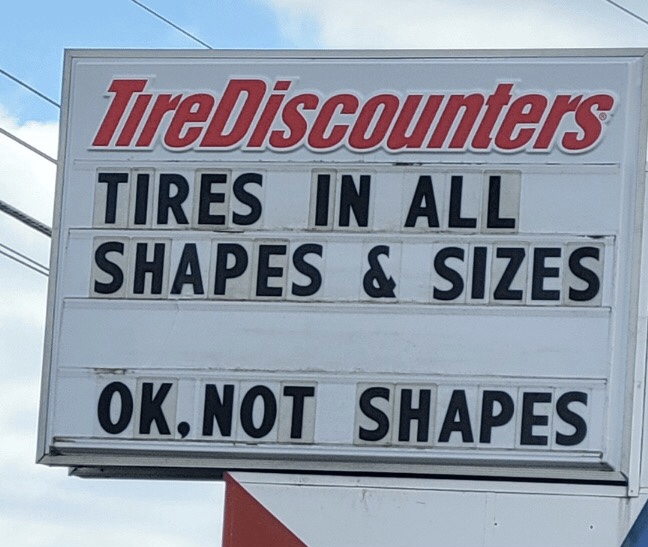 TireDiscounters®
TIRES IN ALL
SHAPES & SIZES
OK, NOT SHAPES